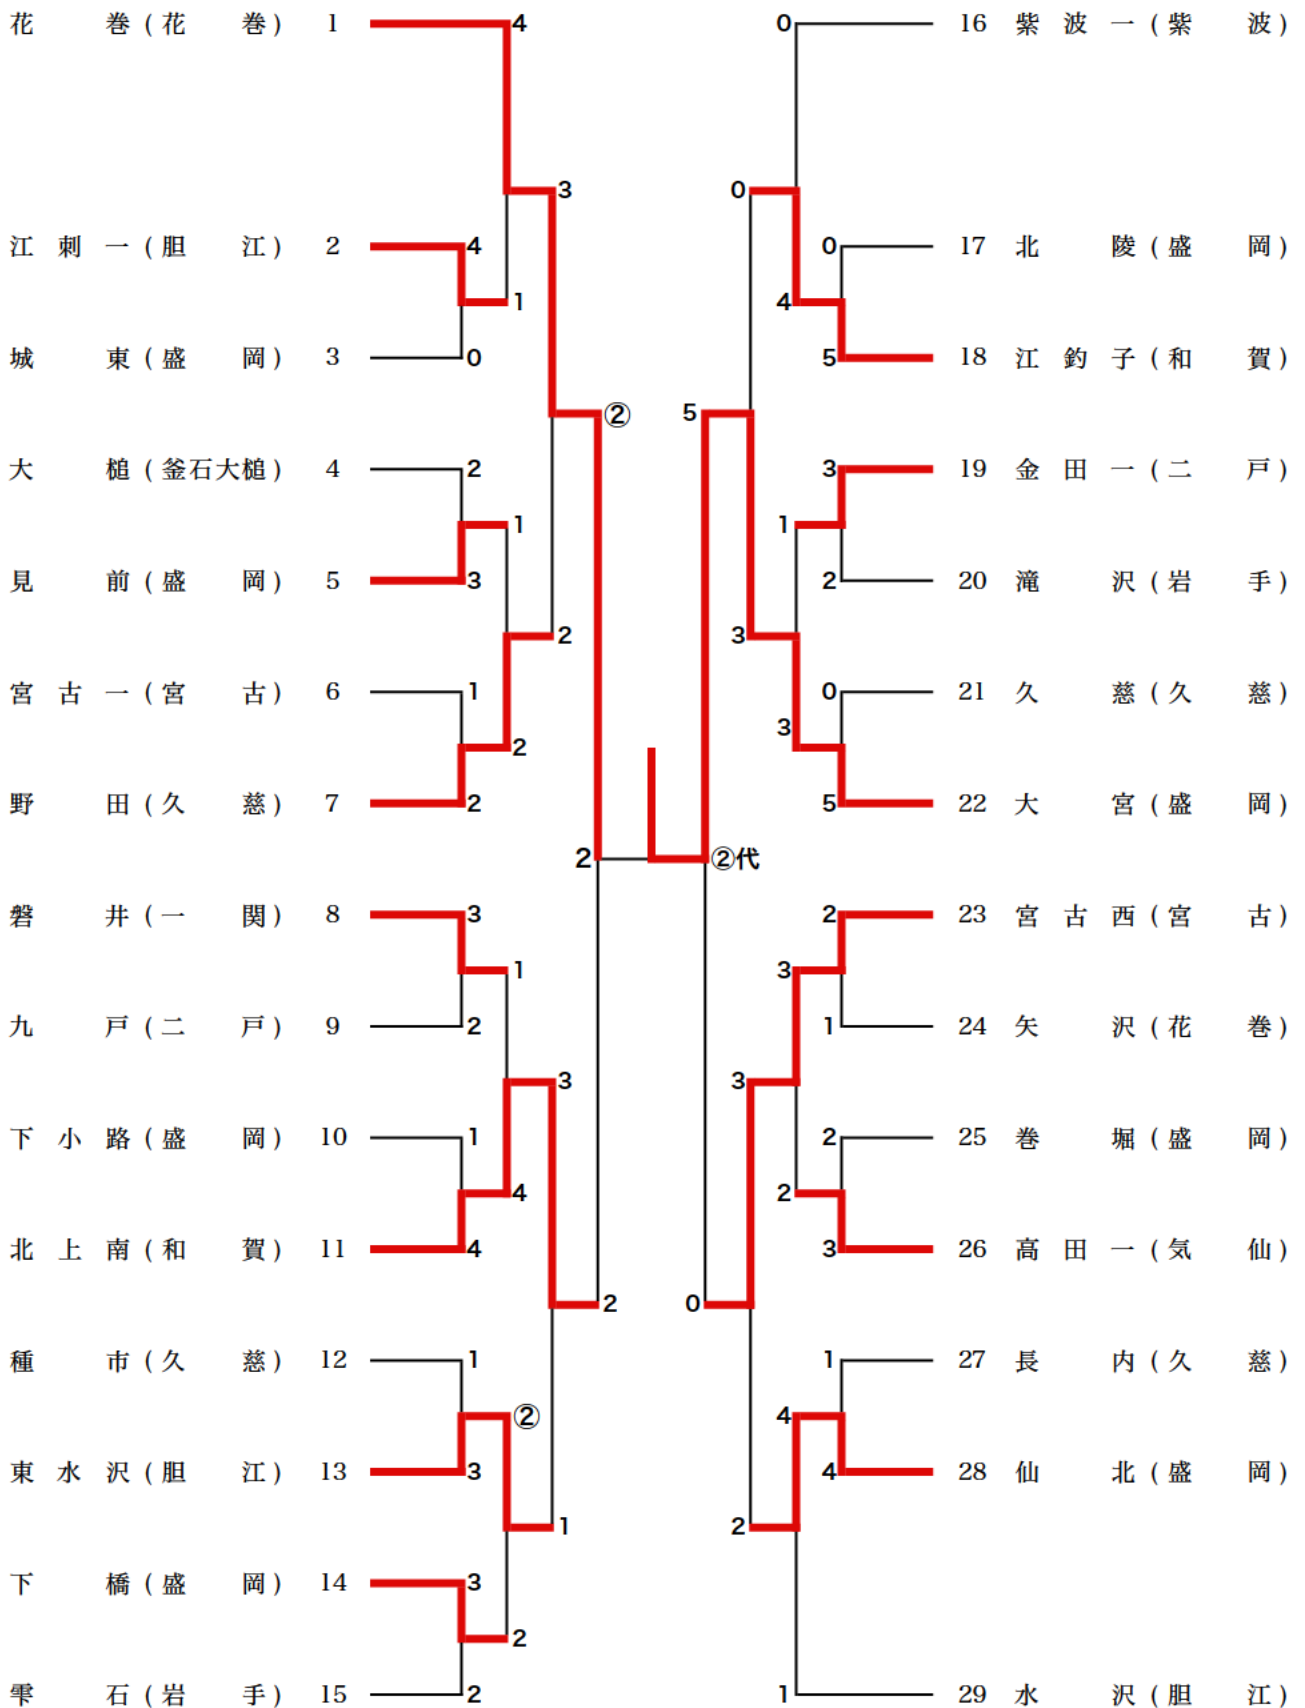 花巻(花巻) 1 4 0 16 紫波一(紫波)
3 0
江刺一(胆江) 2 4 0 17 北陵(盛岡)
1 4
城東(盛岡) 3 0 5 18 江釣子(和賀)
② 5
大槌(釜石大槌) 4 2 3 19 金田一(二戸)
1 1
見前(盛岡) 5 3 2 20 滝沢(岩手)
2 3
宮古一(宮古) 6 1 0 21 久慈(久慈)
2 3
野田(久慈) 7 2 5 22 大宮(盛岡)
2 ②代
磐井(一関) 8 3 2 23 宮古西(宮古)
1 3
九戸(二戸) 9 2 1 24 矢沢(花巻)
3 3
下小路(盛岡) 10 1 2 25 巻堀(盛岡)
4 2
北上南(和賀) 11 4 3 26 高田一(気仙)
2 0
種市(久慈) 12 1 1 27 長内(久慈)
② 4
東水沢(胆江) 13 3 4 28 仙北(盛岡)
1 2
下橋(盛岡) 14 3
2
雫石(岩手) 15 2 1 29 水沢(胆江)